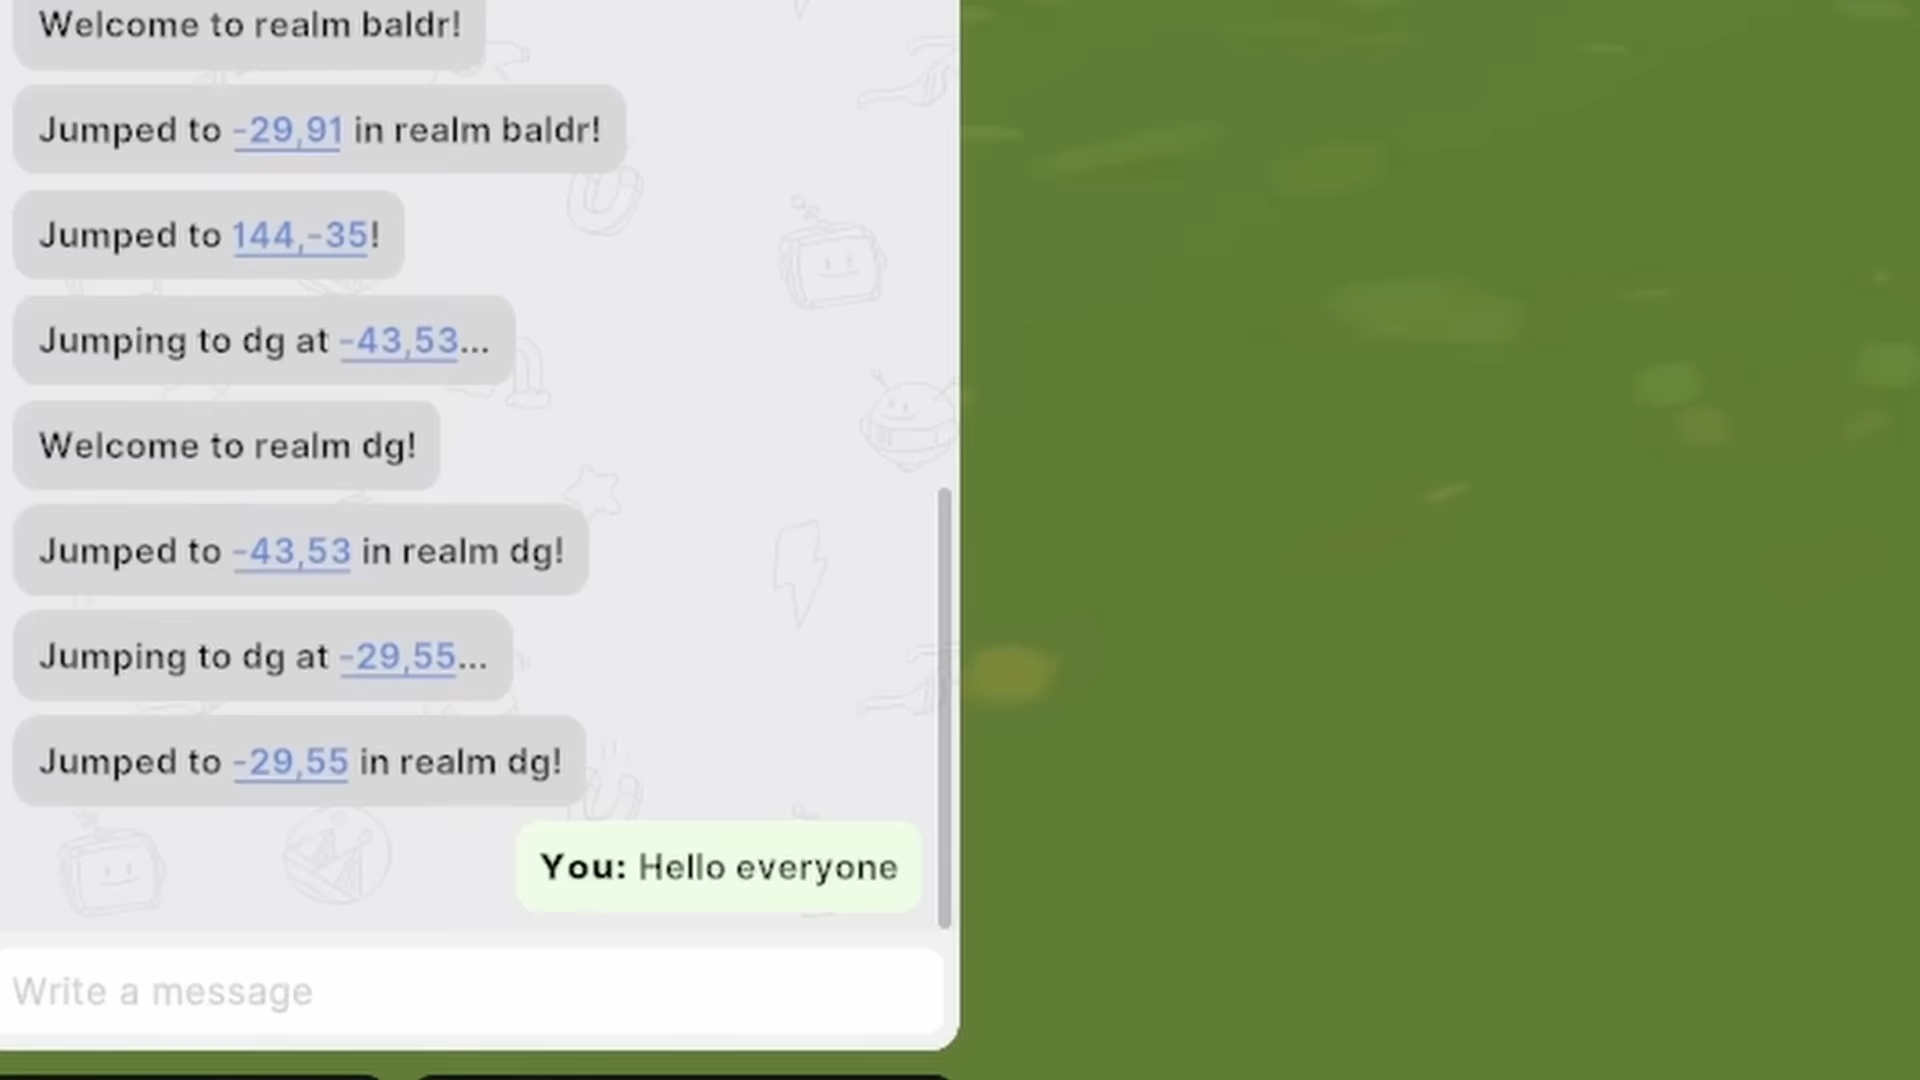 Welcome to realm baldr!
Jumped to -29,91 in realm baldr!
Jumped to 144,-35!
Jumping to dg at -43,53...
Welcome to realm dg!
Jumped to -43,53 in realm dg!
Jumping to dg at -29,55...
Jumped to -29,55 in realm dg!
You: Hello everyone
Write a message